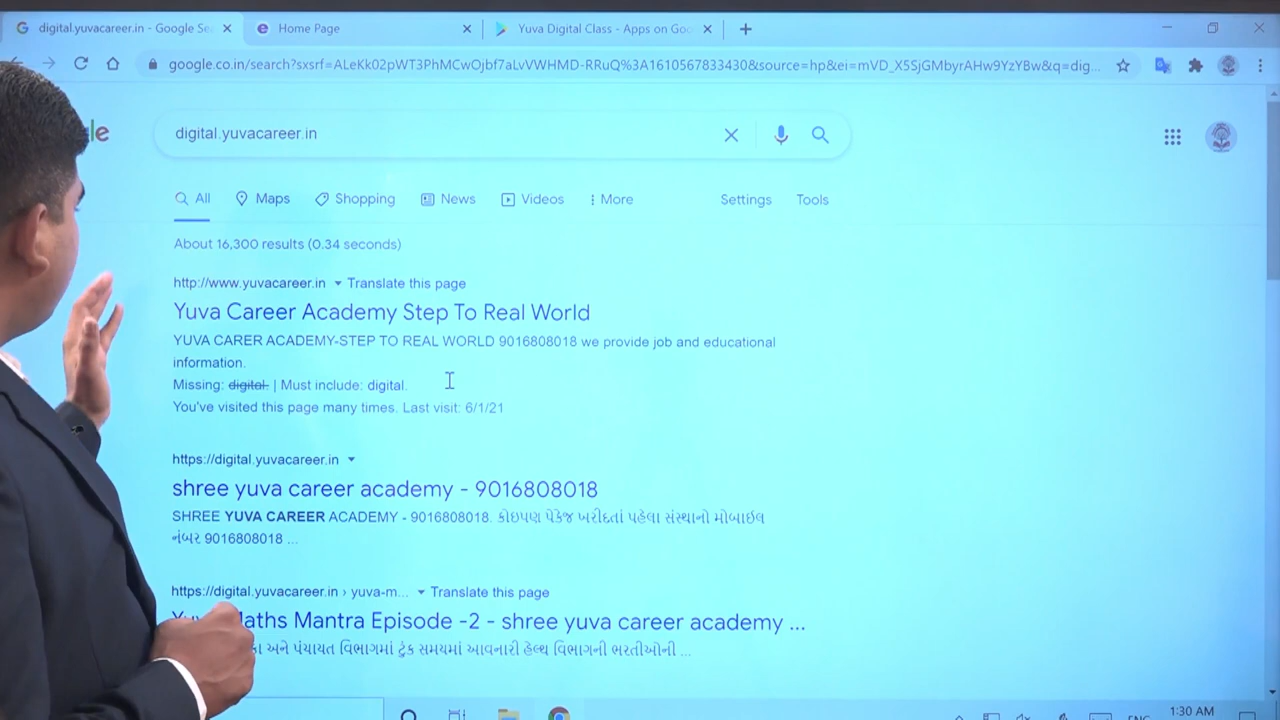 digital.yuvacareer.in - Google Se
Home Page
Yuva Digital Class - Apps on Goo
google.co.in/search?sxsrf=ALeKk02pWT3PhMCwOjbf7aLvVWHMD-RRuQ%3A1610567833430&source=hp&ei=mVD_X5SjGMbyrAHw9YzYBw&q=dig...
le
digital.yuvacareer.in
All Maps Shopping News Videos More Settings Tools
About 16,300 results (0.34 seconds)
http://www.yuvacareer.in Translate this page
Yuva Career Academy Step To Real World
YUVA CARER ACADEMY-STEP TO REAL WORLD 9016808018 we provide job and educational
information.
Missing: digital. | Must include: digital.
You've visited this page many times. Last visit: 6/1/21
https://digital.yuvacareer.in
shree yuva career academy - 9016808018
SHREE YUVA CAREER ACADEMY - 9016808018. કોઇપણ પેકેજ ખરીદતાં પહેલા સંસ્થાનો મોબાઈલ
નંબર 9016808018 ...
https://digital.yuvacareer.in › yuva-m... Translate this page
Maths Mantra Episode -2 - shree yuva career academy ...
અને પંચાયત વિભાગમાં ટુંક સમયમાં આવનારી હેલ્થ વિભાગની ભરતીઓની ...
ENG
1:30 AM